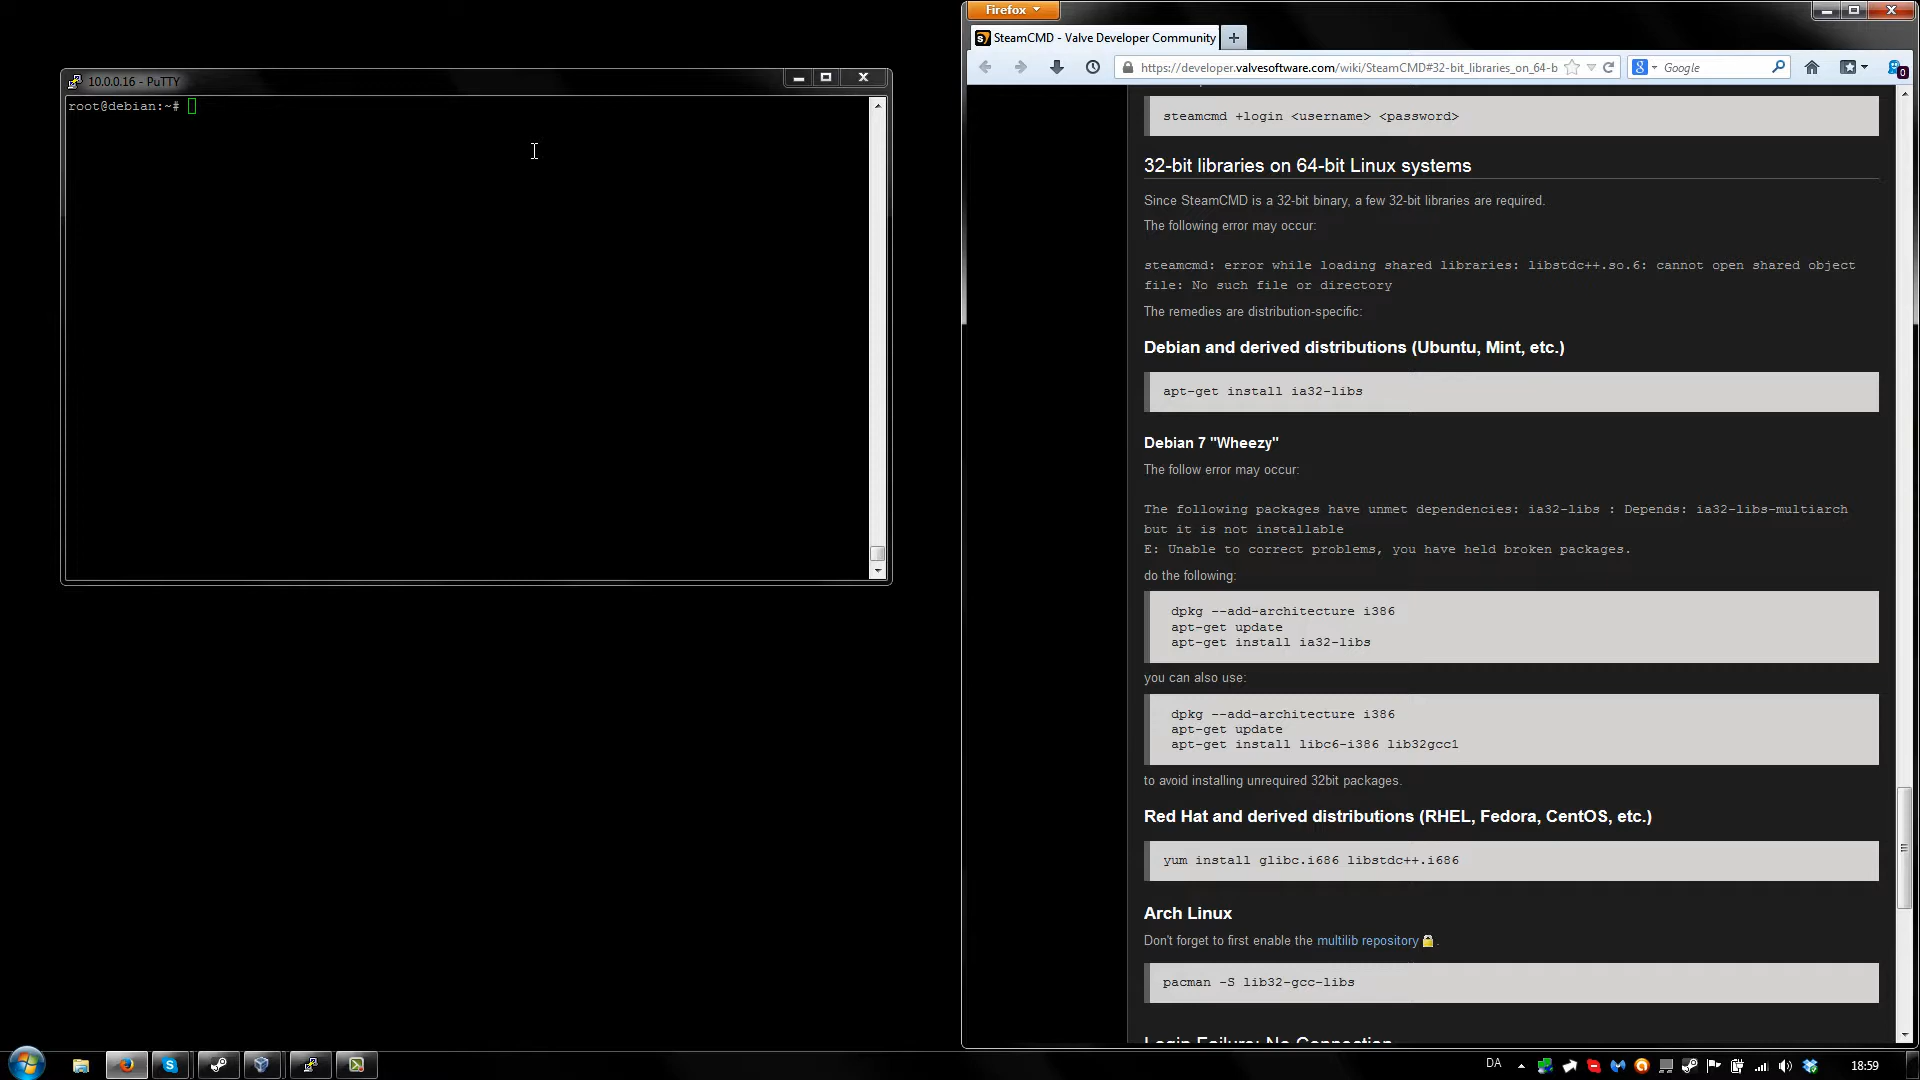 10.0.0.16 - PuTTY
root@debian:~#
Firefox
SteamCMD - Valve Developer Community
https://developer.valvesoftware.com/wiki/SteamCMD#32-bit_libraries_on_64-b
Google
0
steamcmd +login <username> <password>
32-bit libraries on 64-bit Linux systems
Since SteamCMD is a 32-bit binary, a few 32-bit libraries are required.
The following error may occur:
steamcmd: error while loading shared libraries: libstdc++.so.6: cannot open shared object
file: No such file or directory
The remedies are distribution-specific:
Debian and derived distributions (Ubuntu, Mint, etc.)
apt-get install ia32-libs
Debian 7 "Wheezy"
The follow error may occur:
The following packages have unmet dependencies: ia32-libs : Depends: ia32-libs-multiarch
but it is not installable
E: Unable to correct problems, you have held broken packages.
do the following:
dpkg --add-architecture i386
apt-get update
apt-get install ia32-libs
you can also use:
dpkg --add-architecture i386
apt-get update
apt-get install libc6-i386 lib32gcc1
to avoid installing unrequired 32bit packages.
Red Hat and derived distributions (RHEL, Fedora, CentOS, etc.)
yum install glibc.i686 libstdc++.i686
Arch Linux
Don't forget to first enable the multilib repository .
pacman -S lib32-gcc-libs
Login Failure: No Connection
DA
18:59